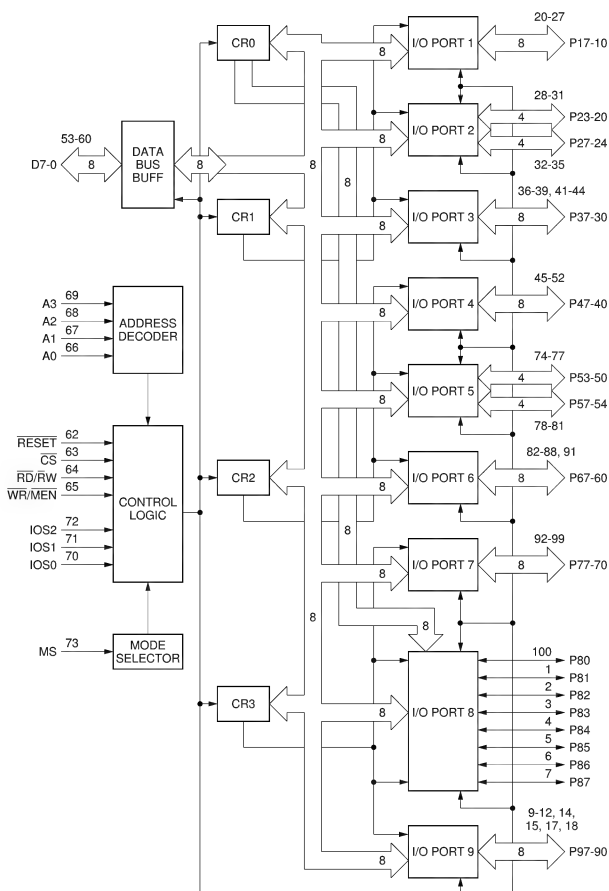 20-27
CR0
8
I/O PORT 1
8
P17-10
28-31
4
P23-20
I/O PORT 2
8
4
P27-24
32-35
53-60
D7-0
8
DATA
BUS
BUFF
8
8
8
36-39, 41-44
CR1
8
I/O PORT 3
8
P37-30
45-52
A3 69
A2 68
A1 67
A0 66
ADDRESS
DECODER
8
I/O PORT 4
8
P47-40
74-77
4
P53-50
I/O PORT 5
8
4
P57-54
78-81
RESET 62
CS 63
RD/RW 64
WR/MEN 65
IOS2 72
IOS1 71
IOS0 70
CONTROL
LOGIC
82-88, 91
CR2
8
I/O PORT 6
8
P67-60
8
92-99
8
I/O PORT 7
8
P77-70
8
8
MS 73
MODE
SELECTOR
100 P80
1 P81
2 P82
CR3
8
I/O PORT 8
3 P83
4 P84
5 P85
6 P86
7 P87
9-12, 14,
15, 17, 18
8
I/O PORT 9
8
P97-90